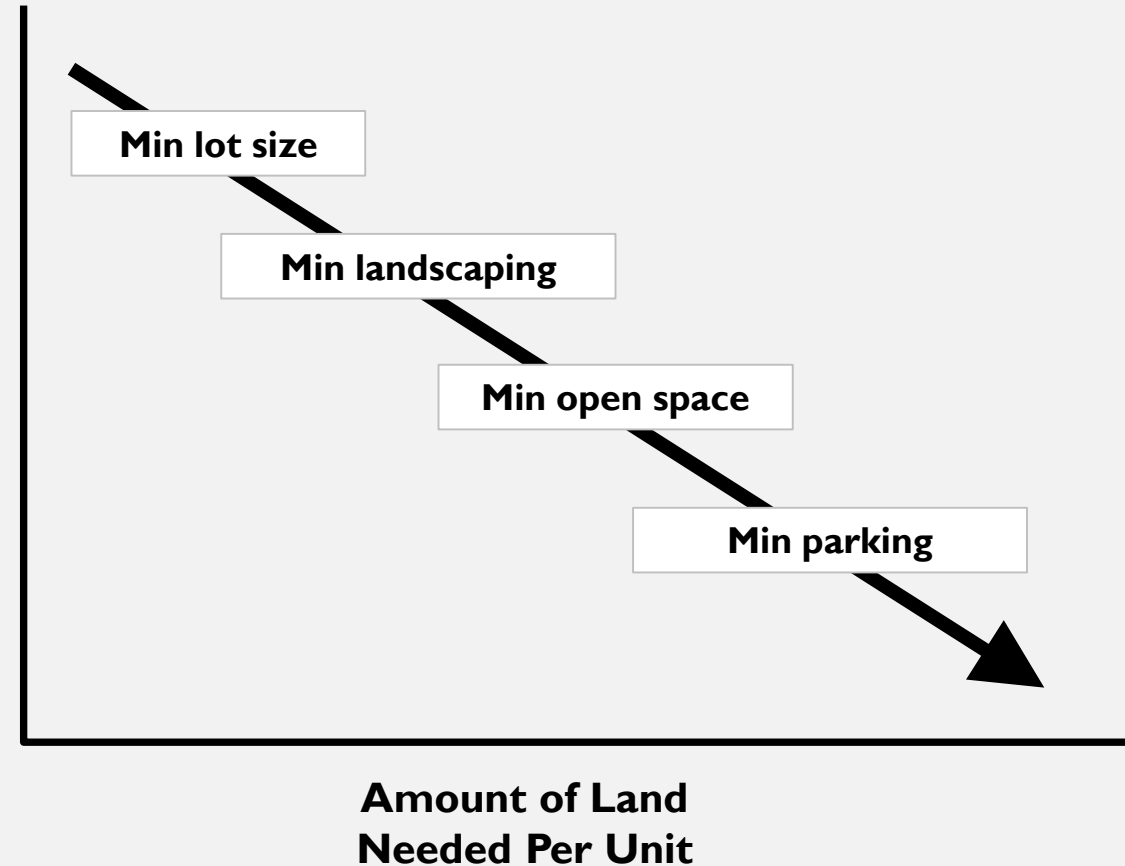 Min lot size
Min landscaping
Min open space
Min parking
Amount of Land
Needed Per Unit